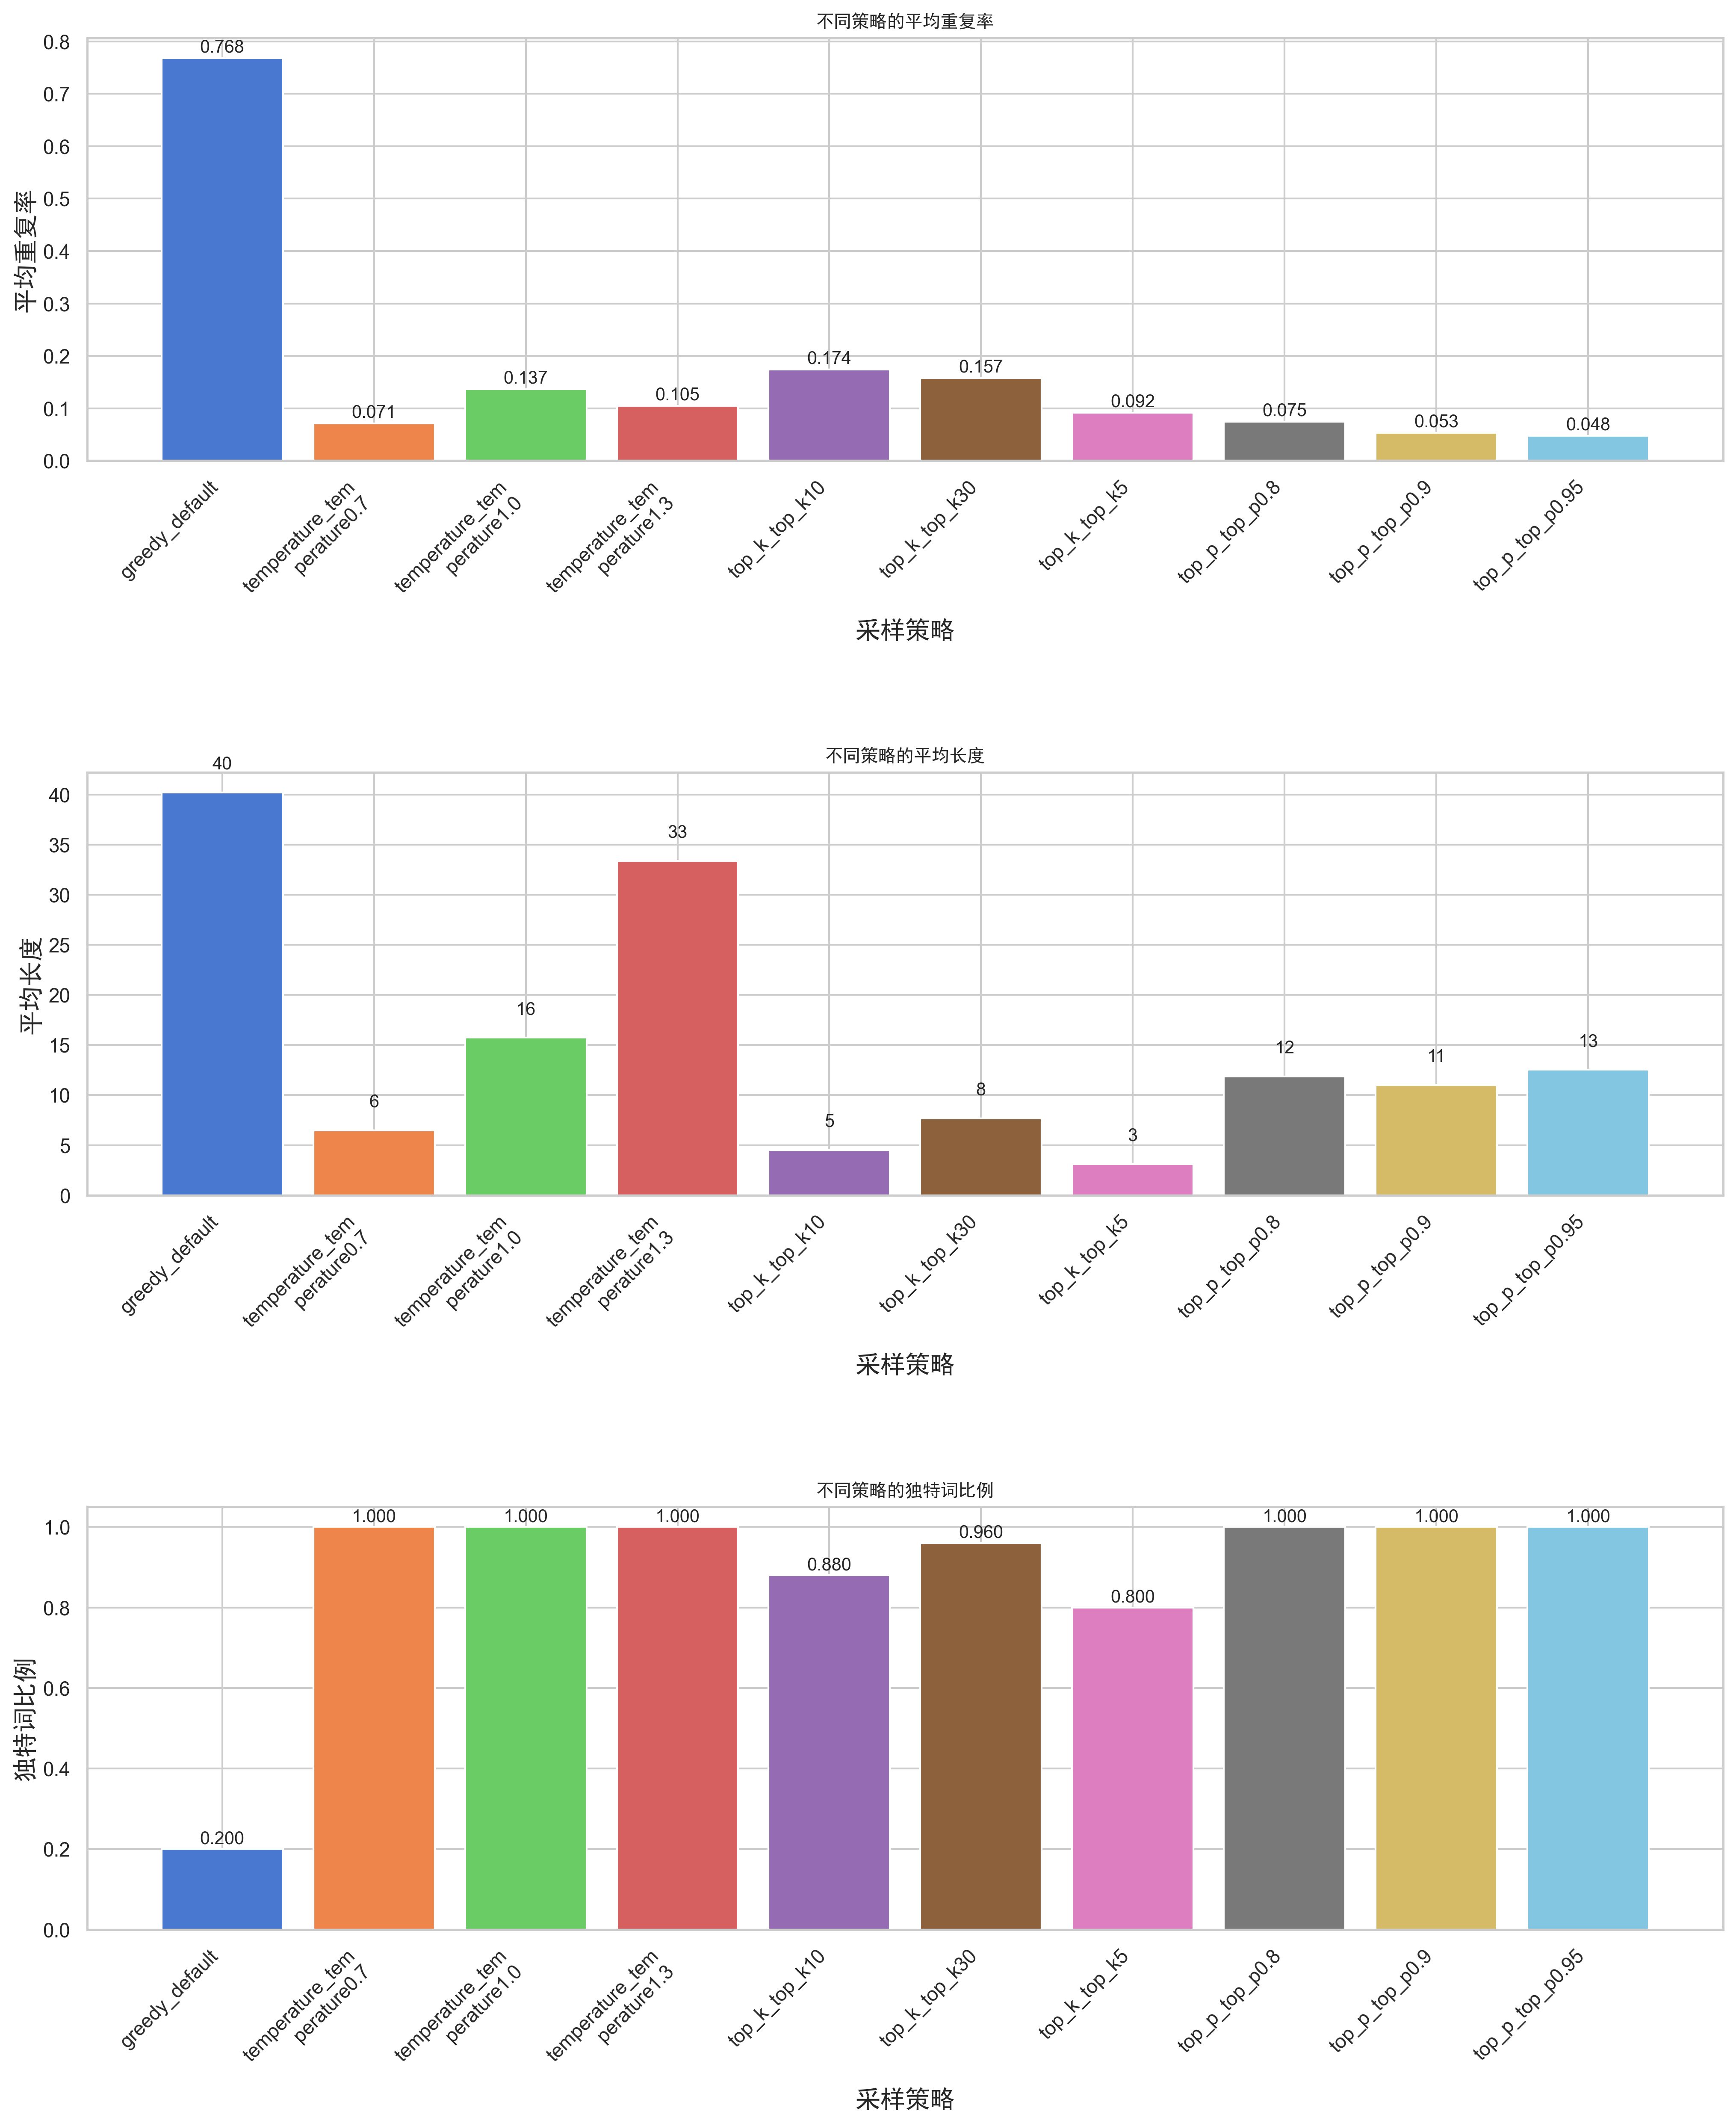 不同策略的平均重复率
平均重复率
0.8
0.7
0.6
0.5
0.4
0.3
0.2
0.1
0.0
0.768
0.071
0.137
0.105
0.174
0.157
0.092
0.075
0.053
0.048
greedy_default
temperature_tem
perature0.7
temperature_tem
perature1.0
temperature_tem
perature1.3
top_k_top_k10
top_k_top_k30
top_k_top_k5
top_p_top_p0.8
top_p_top_p0.9
top_p_top_p0.95
采样策略
不同策略的平均长度
平均长度
40
35
30
25
20
15
10
5
0
40
6
16
33
5
8
3
12
11
13
greedy_default
temperature_tem
perature0.7
temperature_tem
perature1.0
temperature_tem
perature1.3
top_k_top_k10
top_k_top_k30
top_k_top_k5
top_p_top_p0.8
top_p_top_p0.9
top_p_top_p0.95
采样策略
不同策略的独特词比例
独特词比例
1.0
0.8
0.6
0.4
0.2
0.0
0.200
1.000
1.000
1.000
0.880
0.960
0.800
1.000
1.000
1.000
greedy_default
temperature_tem
perature0.7
temperature_tem
perature1.0
temperature_tem
perature1.3
top_k_top_k10
top_k_top_k30
top_k_top_k5
top_p_top_p0.8
top_p_top_p0.9
top_p_top_p0.95
采样策略